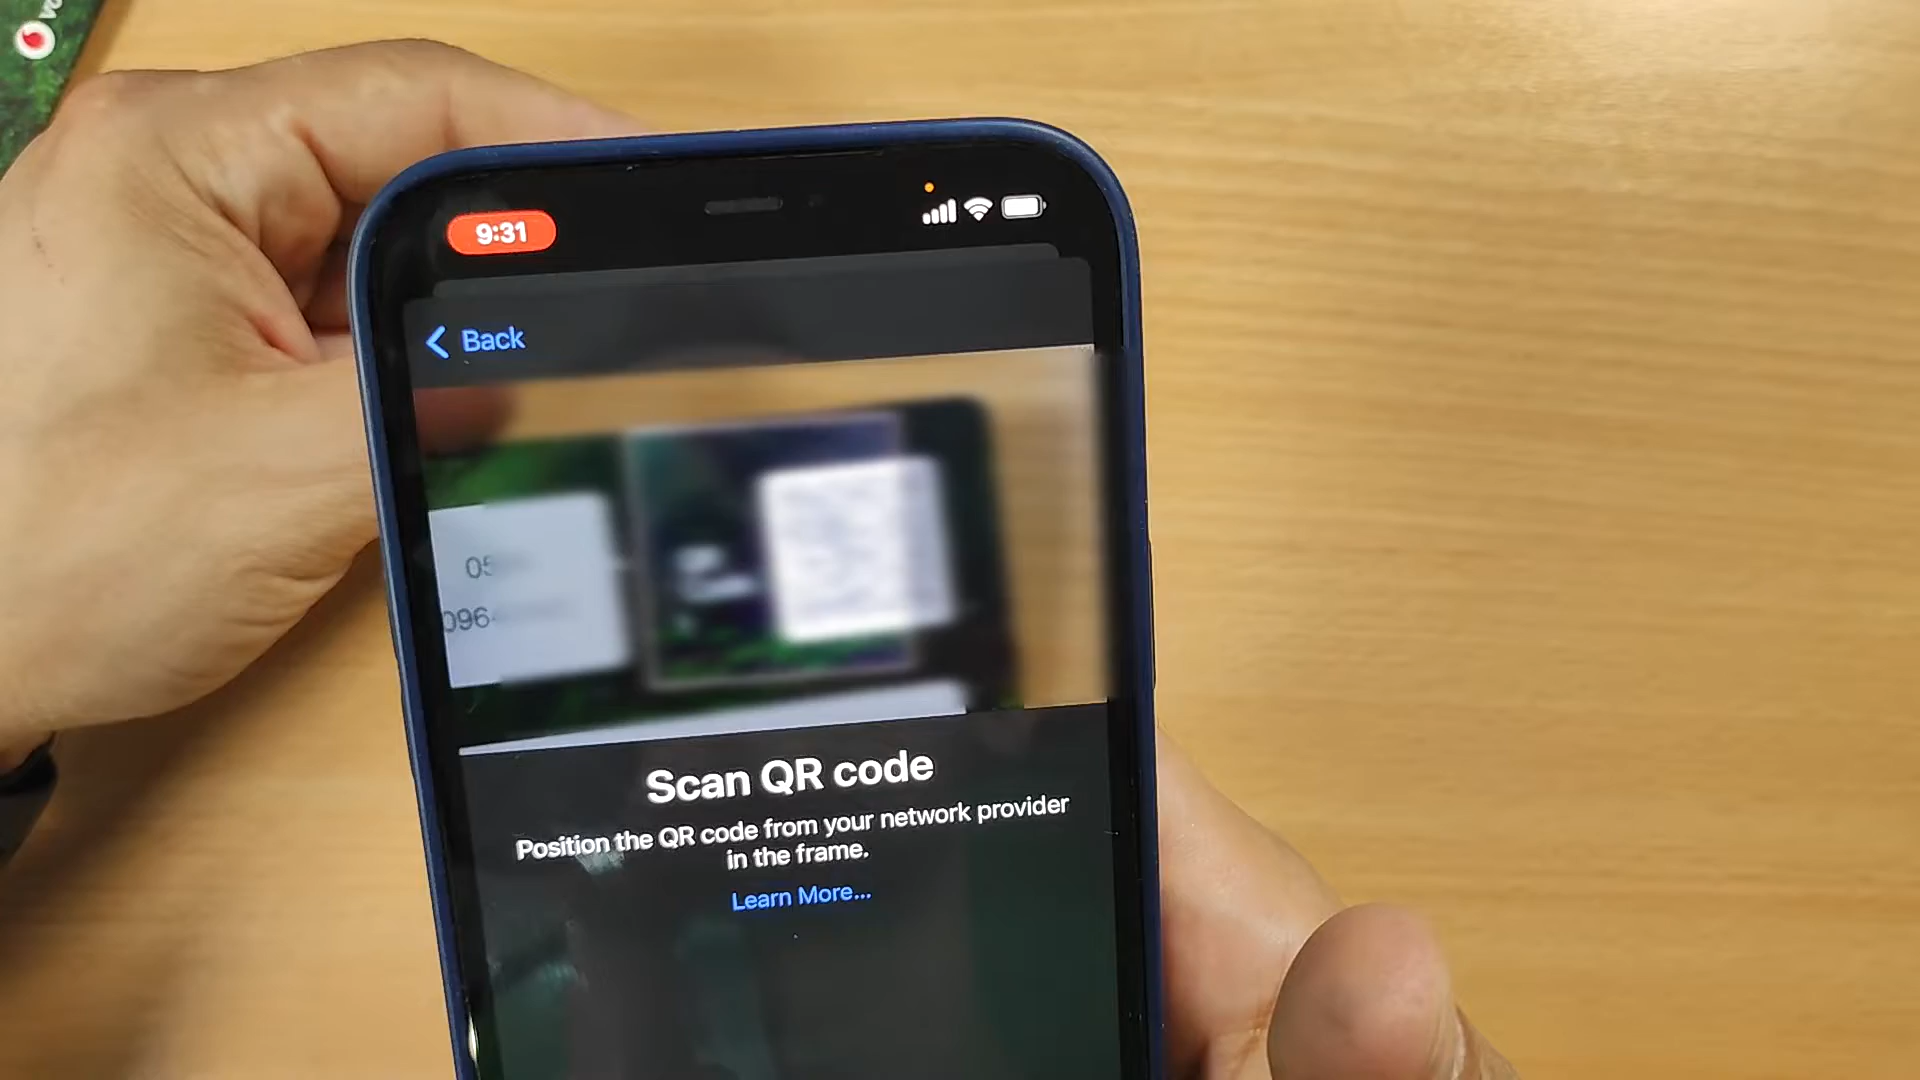 9:31
Back
Scan QR code
Position the QR code from your network provider
in the frame.
Learn More...